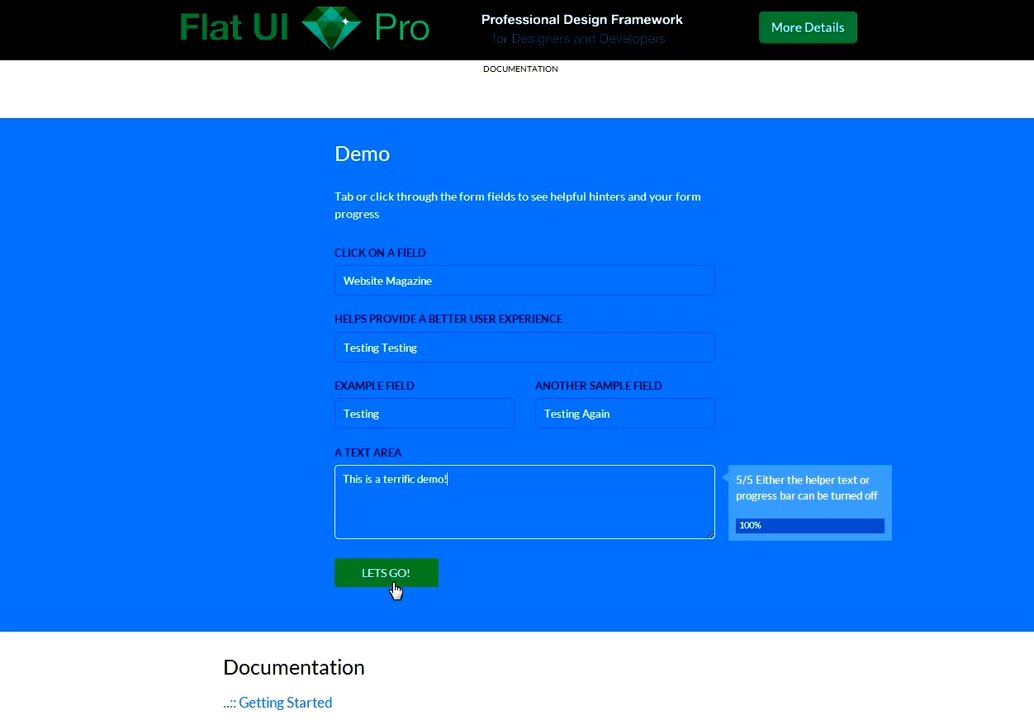 Flat UI Pro
Professional Design Framework
for Designers and Developers
More Details
DOCUMENTATION
Demo
Tab or click through the form fields to see helpful hinters and your form
progress
CLICK ON A FIELD
Website Magazine
HELPS PROVIDE A BETTER USER EXPERIENCE
Testing Testing
EXAMPLE FIELD
ANOTHER SAMPLE FIELD
Testing
Testing Again
A TEXT AREA
This is a terrific demo!
5/5 Either the helper text or
progress bar can be turned off
100%
LETS GO!
Documentation
..:: Getting Started